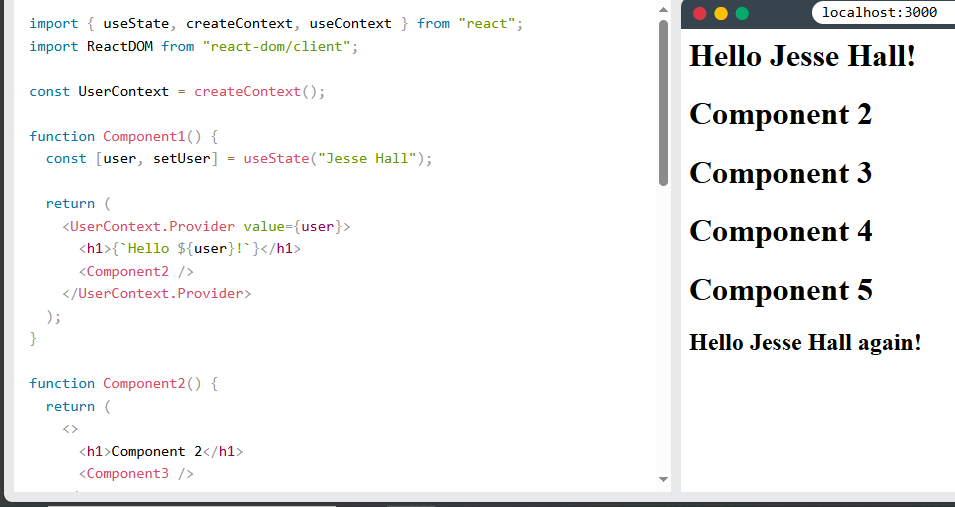 import { useState, createContext, useContext } from "react";
import ReactDOM from "react-dom/client";
const UserContext = createContext();
function Component1() {
const [user, setUser] = useState("Jesse Hall");
return (
<UserContext.Provider value={user}>
<h1>{`Hello ${user}!`}</h1>
<Component2 />
</UserContext.Provider>
);
}
function Component2() {
return (
<>
<h1>Component 2</h1>
<Component3 />
localhost:3000
Hello Jesse Hall!
Component 2
Component 3
Component 4
Component 5
Hello Jesse Hall again!